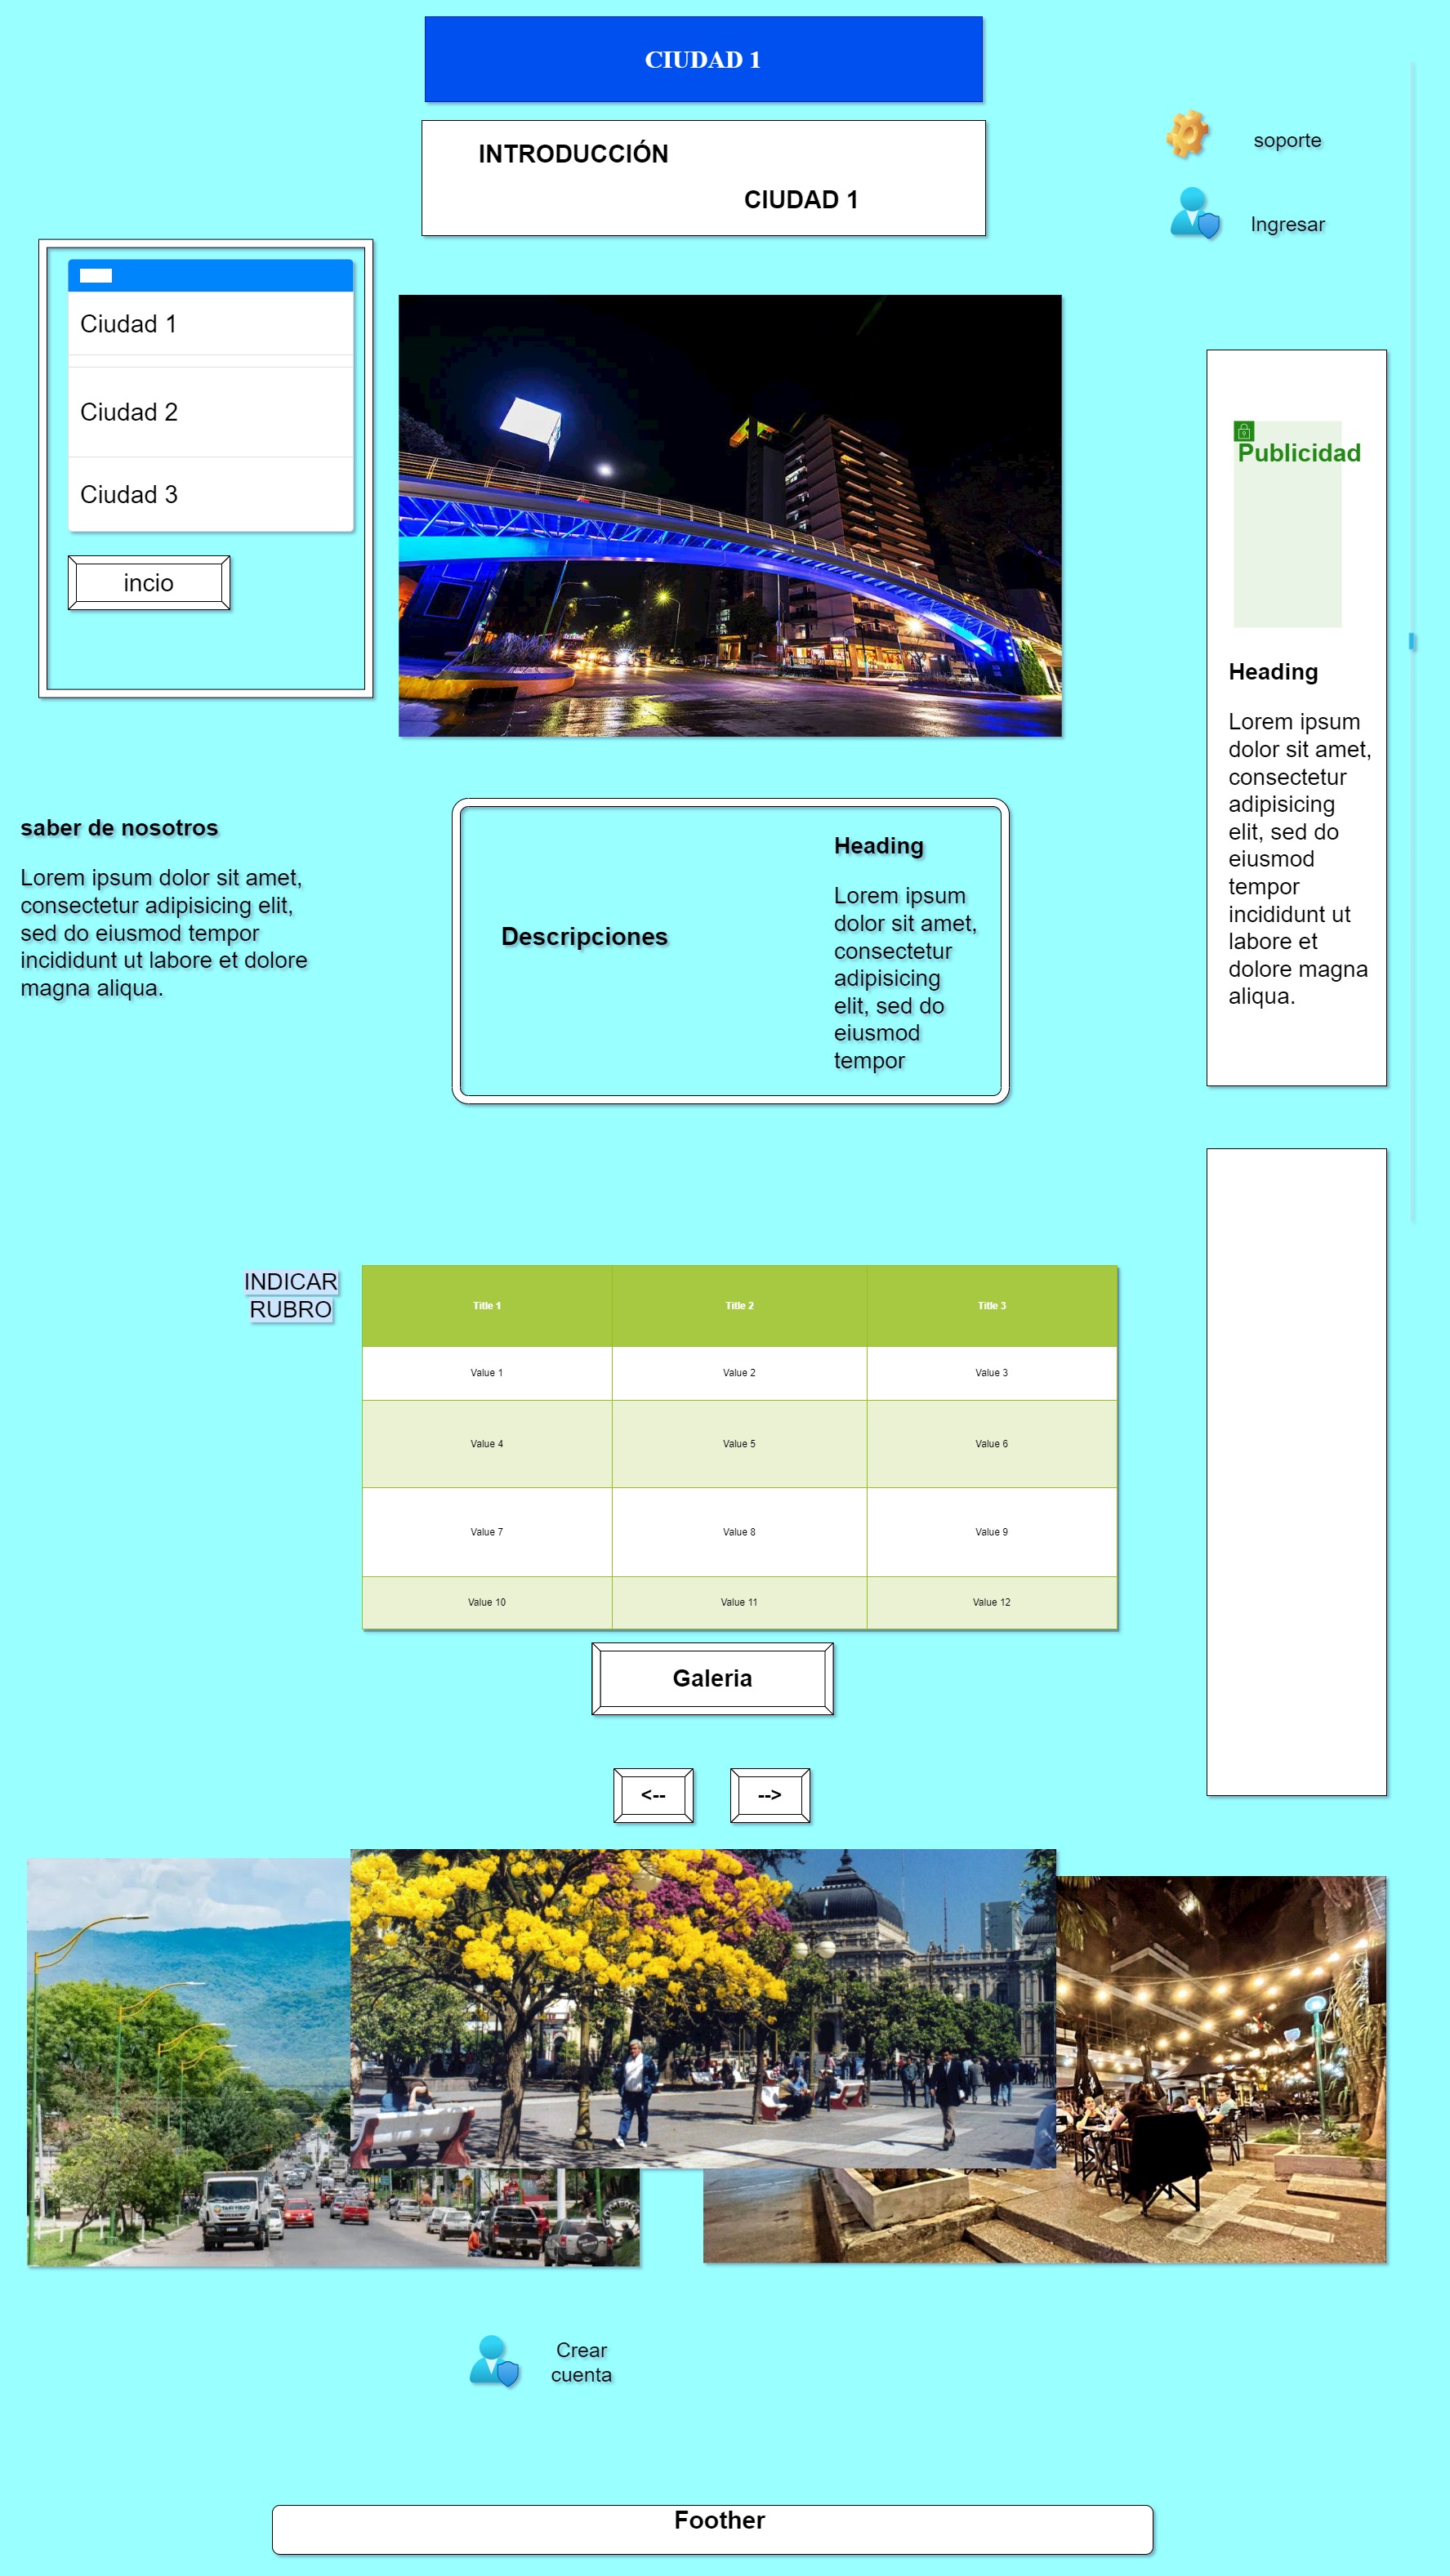 CIUDAD 1
INTRODUCCIÓN
CIUDAD 1
soporte
Ingresar
Ciudad 1
Ciudad 2
Ciudad 3
incio
Publicidad
Heading
Lorem ipsum
dolor sit amet,
consectetur
adipisicing
elit, sed do
eiusmod
tempor
incididunt ut
labore et
dolore magna
aliqua.
saber de nosotros
Lorem ipsum dolor sit amet,
consectetur adipisicing elit,
sed do eiusmod tempor
incididunt ut labore et dolore
magna aliqua.
Descripciones
Heading
Lorem ipsum
dolor sit amet,
consectetur
adipisicing
elit, sed do
eiusmod
tempor
INDICAR
RUBRO
Title 1 Title 2 Title 3
Value 1 Value 2 Value 3
Value 4 Value 5 Value 6
Value 7 Value 8 Value 9
Value 10 Value 11 Value 12
Galeria
<-- -->
Crear
cuenta
Foother